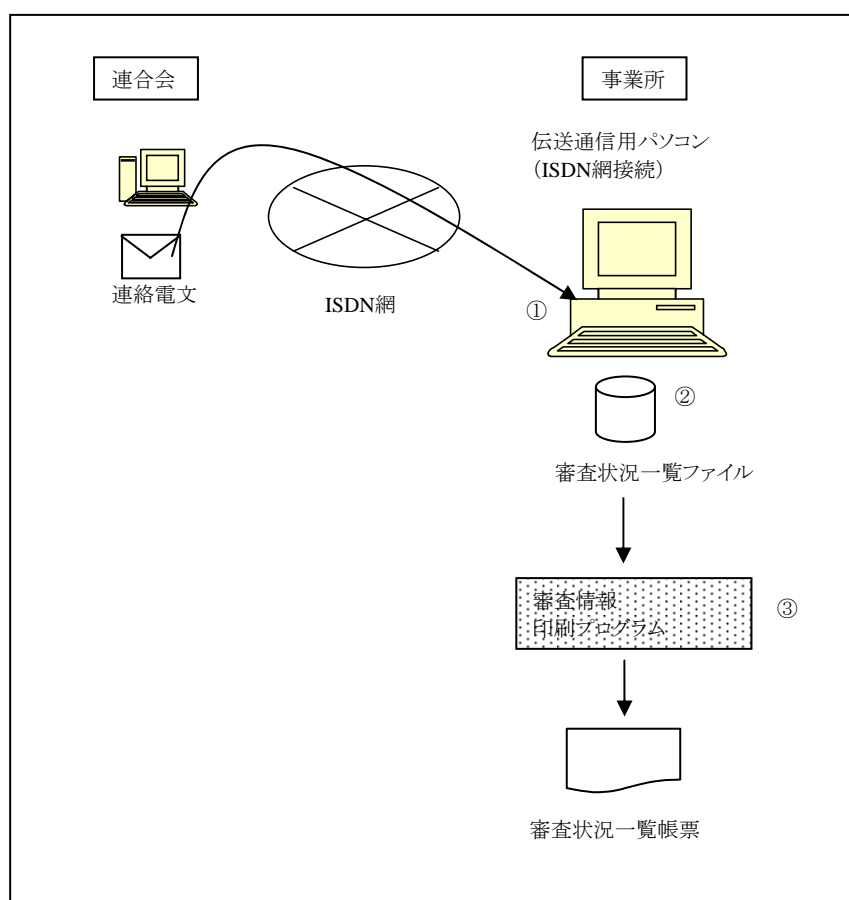 連合会
事業所
伝送通信用パソコン
（ISDN網接続）
連絡電文
ISDN網
①
②
審査状況一覧ファイル
審査情報
印刷プログラム
③
審査状況一覧帳票